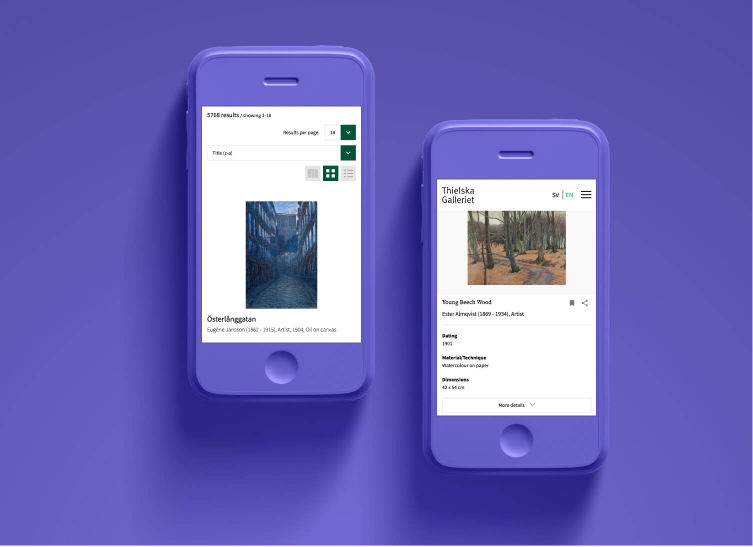 5768 results / showing 1-18
Results per page: 18
Title (z-a)
Österlånggatan
Eugène Jansson (1862 - 1915), Artist, 1904, Oil on canvas
Thielska
Galleriet
SV | EN
Young Beech Wood
Ester Almqvist (1869 - 1934), Artist
Dating
1901
Material/Technique
Watercolour on paper
Dimensions
42 x 54 cm
More details